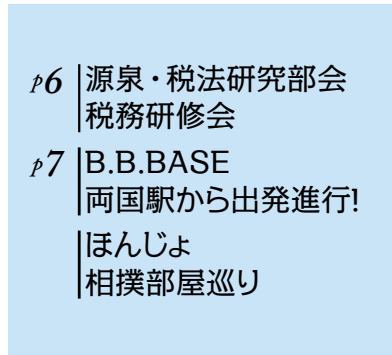 p6 源泉・税法研究部会
税務研修会
p7 B.B.BASE
両国駅から出発進行!
ほんじょ
相撲部屋巡り